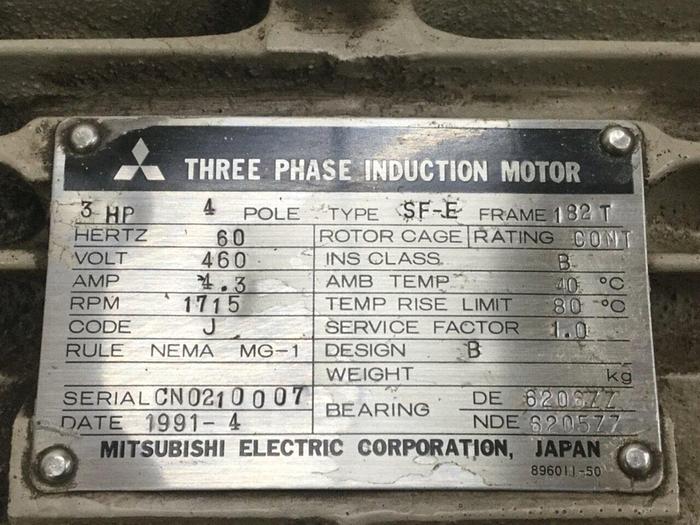 THREE PHASE INDUCTION MOTOR
3 HP 4 POLE TYPE SF-E FRAME 182T
HERTZ 60 ROTOR CAGE RATING CONT
VOLT 460 INS CLASS B
AMP 4.3 AMB TEMP 40 °C
RPM 1715 TEMP RISE LIMIT 80 °C
CODE J SERVICE FACTOR 1.0
RULE NEMA MG-1 DESIGN B
WEIGHT kg
SERIAL CN0210007 BEARING DE 6206ZZ
DATE 1991-4 NDE 6205ZZ
MITSUBISHI ELECTRIC CORPORATION, JAPAN
896011-50